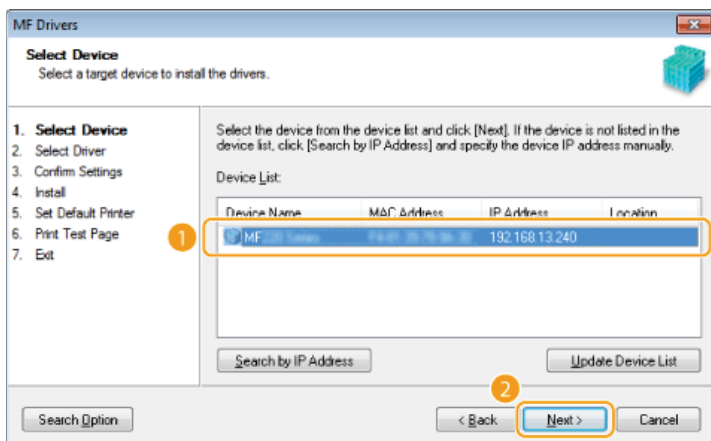 MF Drivers
Select Device
Select a target device to install the drivers.
1. Select Device
2. Select Driver
3. Confirm Settings
4. Install
5. Set Default Printer
6. Print Test Page
7. Exit
Select the device from the device list and click [Next]. If the device is not listed in the
device list, click [Search by IP Address] and specify the device IP address manually.
Device List:
Device Name MAC Address IP Address Location
1
MF 192.168.13.240
Search by IP Address Update Device List
2
Search Option < Back Next > Cancel